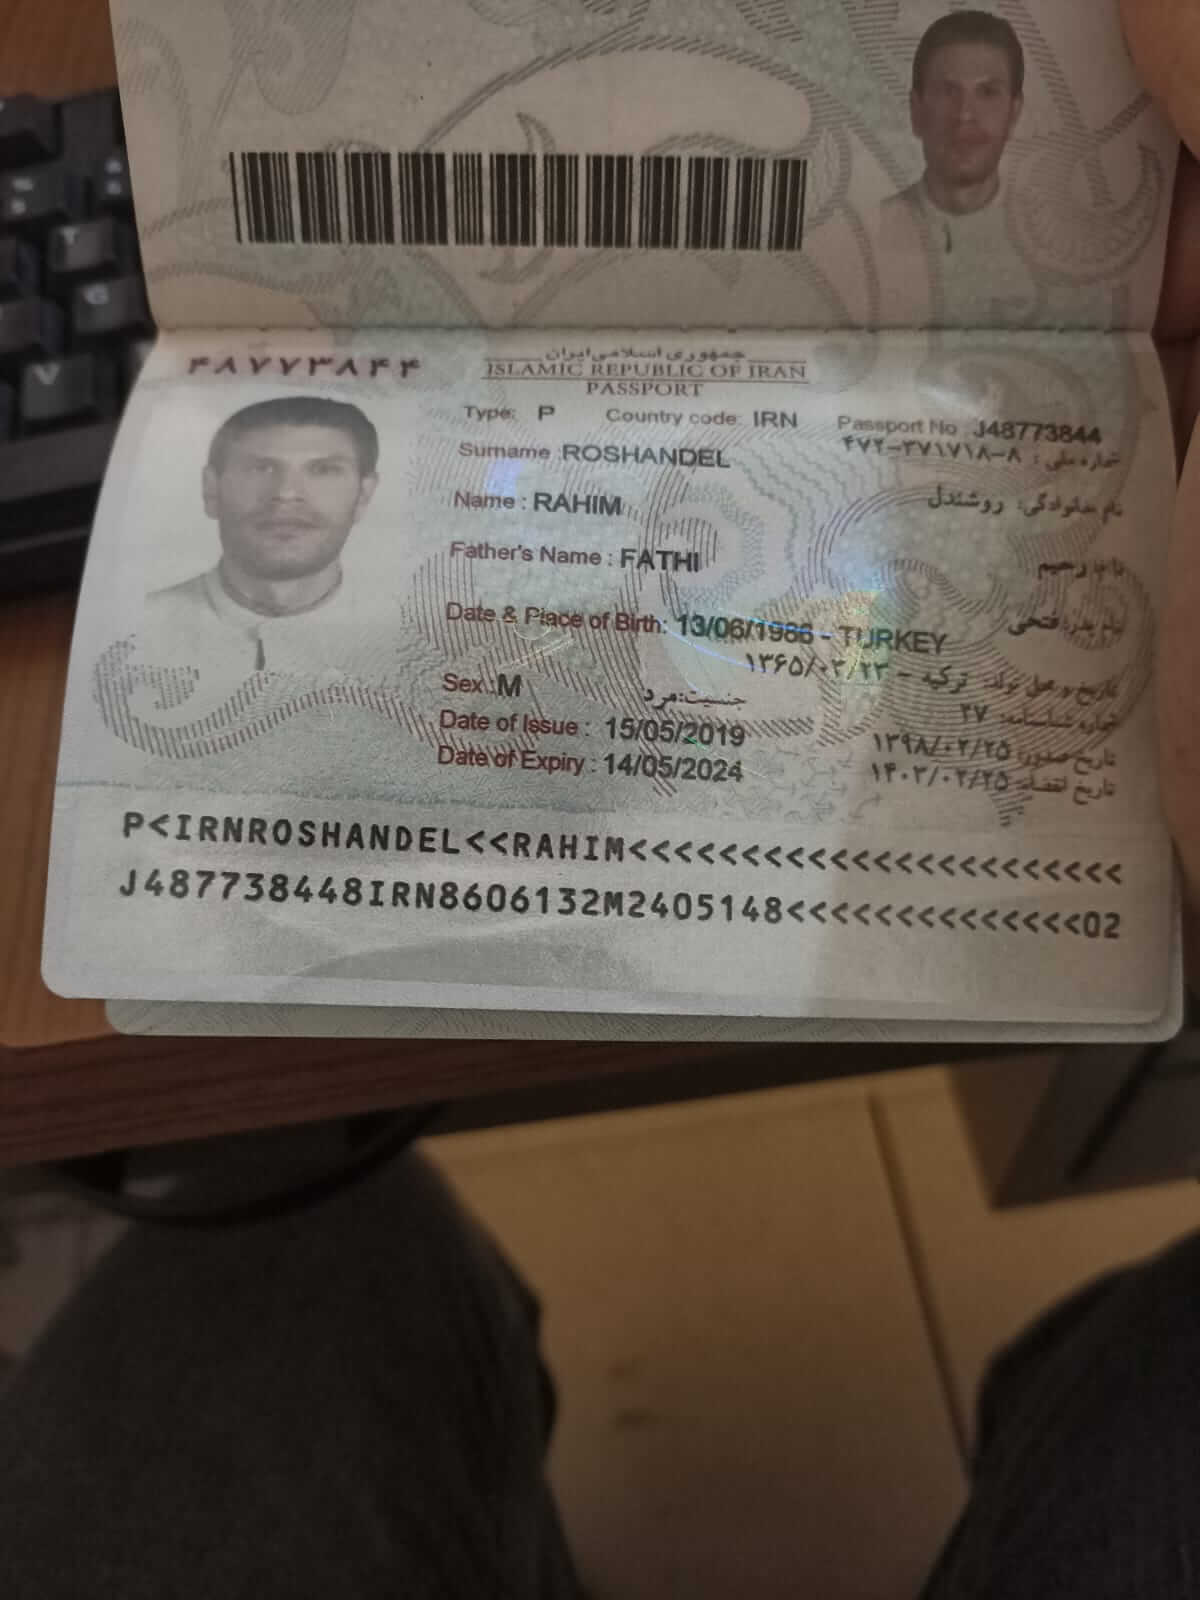 ۴۸۷۷۳۸۴۴
جمهوری اسلامی ایران
ISLAMIC REPUBLIC OF IRAN
PASSPORT
Type: P Country code: IRN Passport No: J48773844
شماره ملی:
Surname: ROSHANDEL
نام خانوادگی: روشندل
Name: RAHIM
نام: رحیم
Father's Name: FATHI
نام پدر: فتحی
Date & Place of Birth: 13/06/1986 - TURKEY
تاریخ و محل تولد: ترکیه - ۱۳۶۵/۰۳/۲۳
Sex: M
جنسیت: مرد
شماره شناسنامه: ۲۷
Date of Issue: 15/05/2019
تاریخ صدور: ۱۳۹۸/۰۲/۲۵
Date of Expiry: 14/05/2024
تاریخ انقضاء: ۱۴۰۳/۰۲/۲۵
P<IRNROSHANDEL<<RAHIM<<<<<<<<<<<<<<<<<<<<<<<
J487738448IRN8606132M2405148<<<<<<<<<<<<<<02